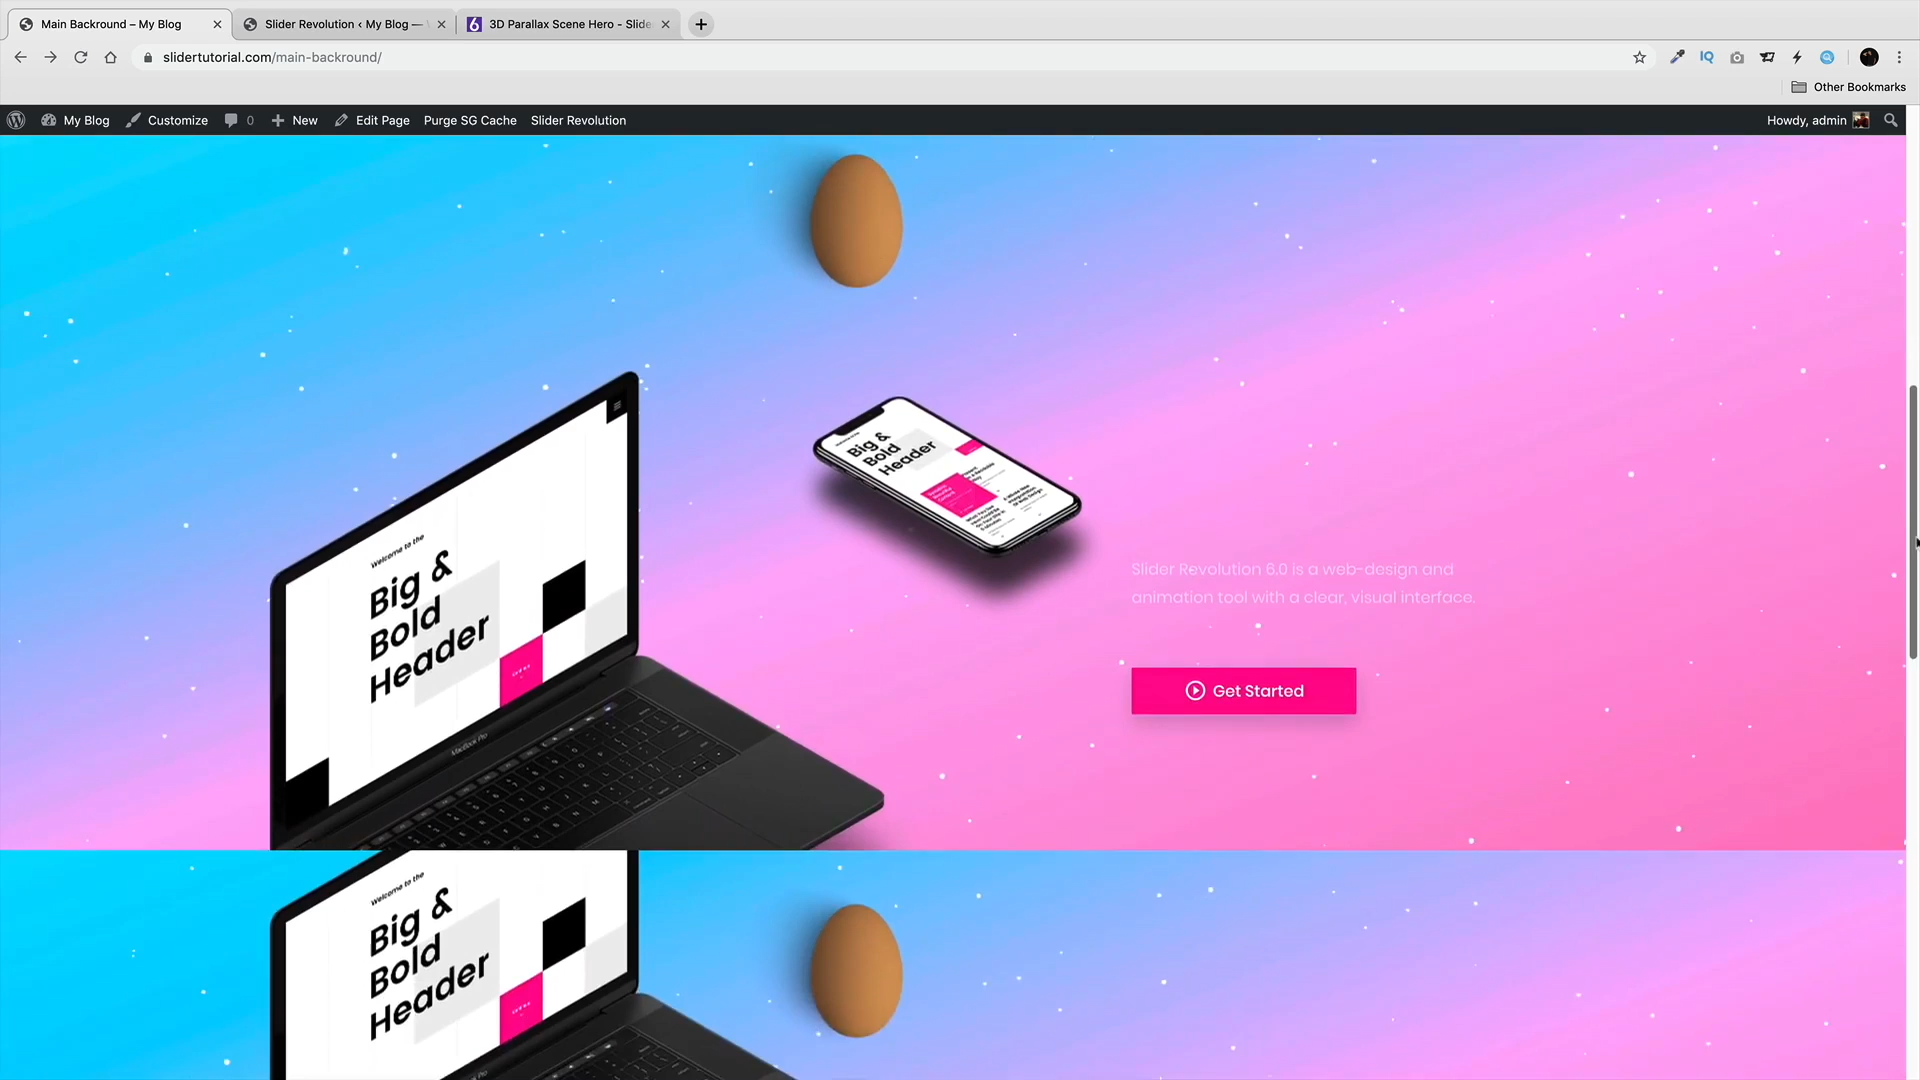 Main Backround – My Blog
Slider Revolution ‹ My Blog —
3D Parallax Scene Hero - Slide
slidertutorial.com/main-backround/
IQ
Other Bookmarks
My Blog
Customize
0
New
Edit Page
Purge SG Cache
Slider Revolution
Howdy, admin
Big &
Bold
Header
Welcome to the
Big &
Bold
Header
MacBook Pro
Slider Revolution 6.0 is a web-design and
animation tool with a clear, visual interface.
Get Started
Welcome to the
Big &
Bold
Header